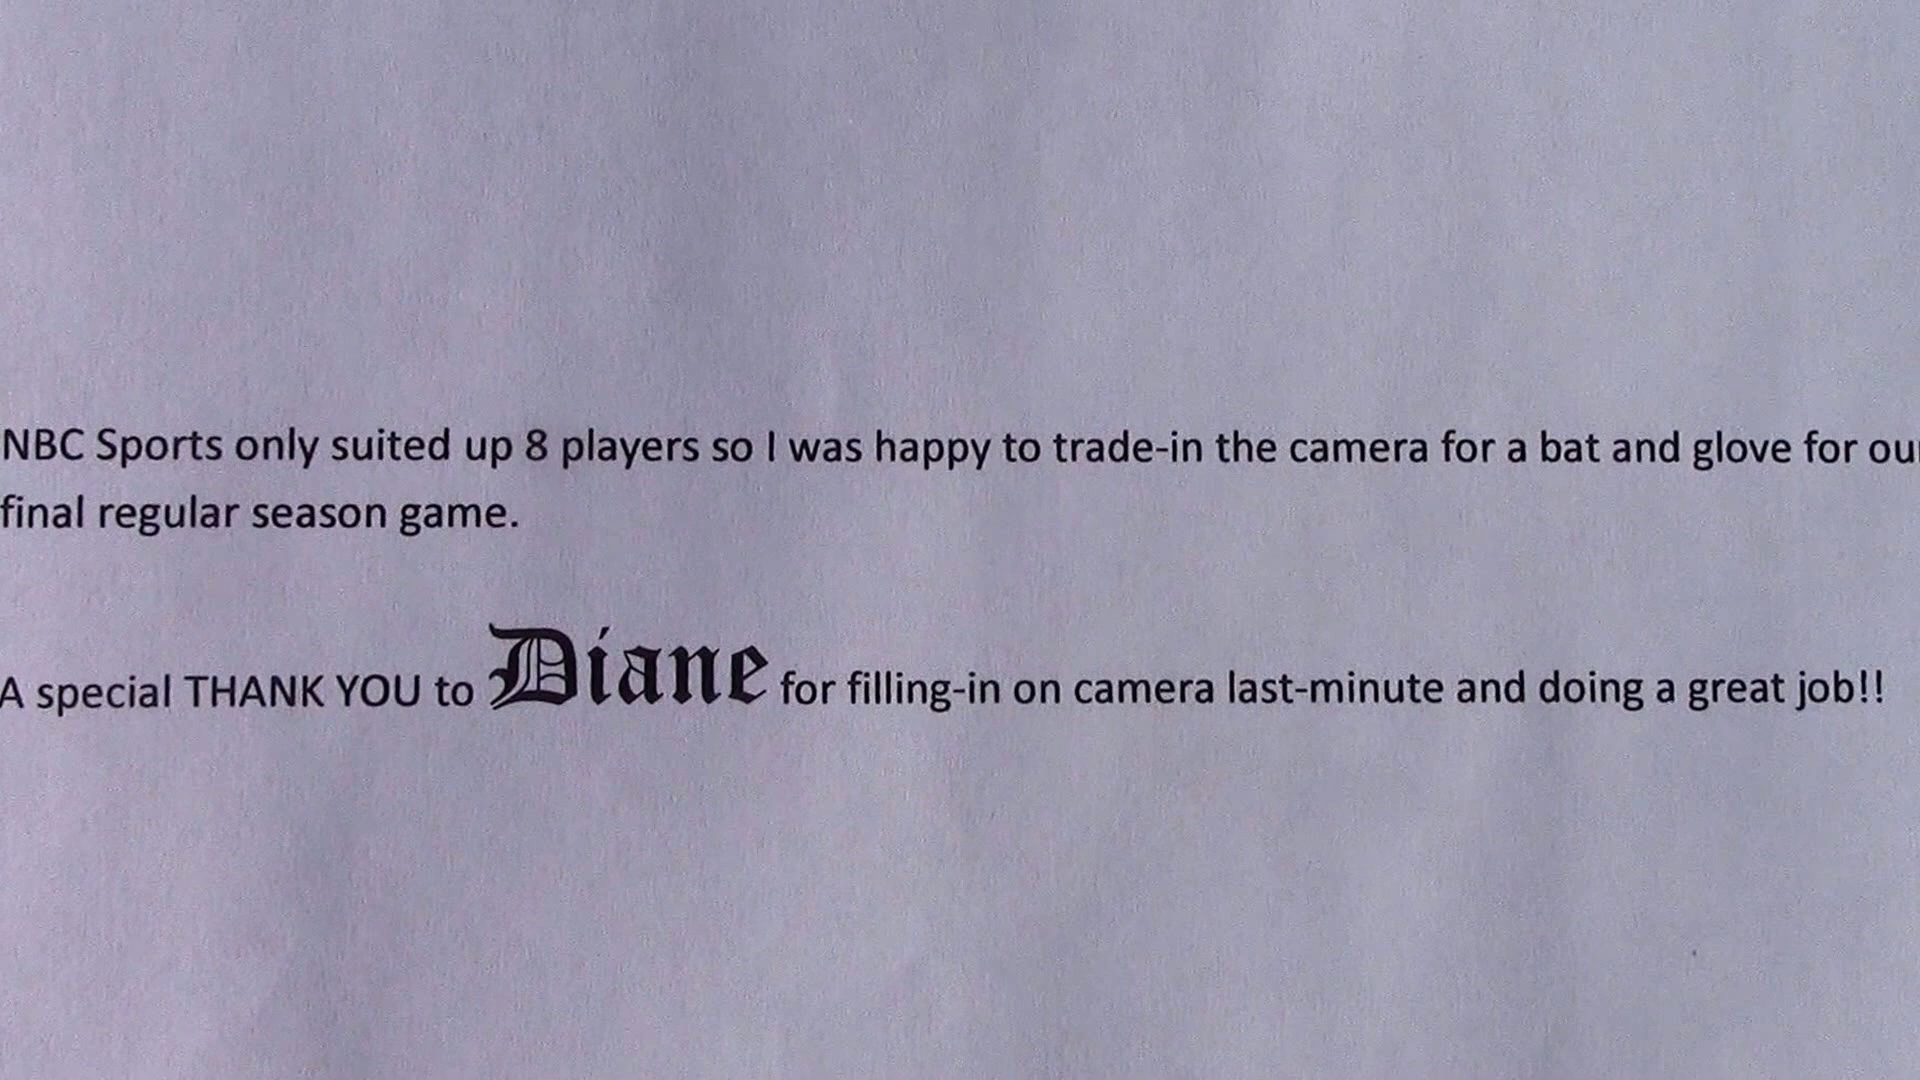 NBC Sports only suited up 8 players so I was happy to trade-in the camera for a bat and glove for our
final regular season game.
A special THANK YOU to Diane for filling-in on camera last-minute and doing a great job!!